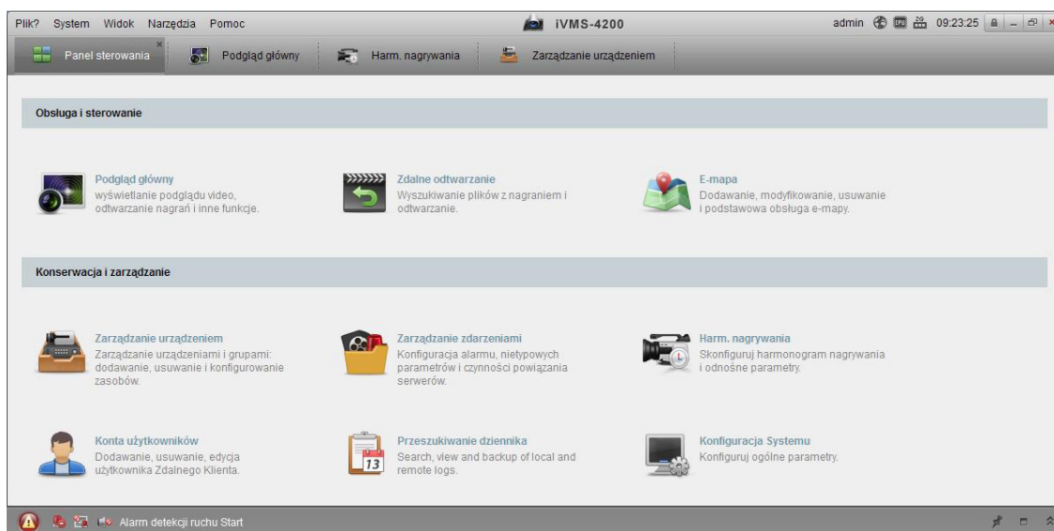 Plik? System Widok Narzędzia Pomoc iVMS-4200 admin 09:23:25
Panel sterowania Podgląd główny Harm. nagrywania Zarządzanie urządzeniem
Obsługa i sterowanie
Podgląd główny
wyświetlanie podglądu video,
odtwarzanie nagrań i inne funkcje.
Zdalne odtwarzanie
Wyszukiwanie plików z nagraniem i
odtwarzanie.
E-mapa
Dodawanie, modyfikowanie, usuwanie
i podstawowa obsługa e-mapy.
Konserwacja i zarządzanie
Zarządzanie urządzeniem
Zarządzanie urządzeniami i grupami:
dodawanie, usuwanie i konfigurowanie
zasobów.
Zarządzanie zdarzeniami
Konfiguracja alarmu, nietypowych
parametrów i czynności powiązania
serwerów.
Harm. nagrywania
Skonfiguruj harmonogram nagrywania
i odnośne parametry.
Konta użytkowników
Dodawanie, usuwanie, edycja
użytkownika Zdalnego Klienta.
13
Przeszukiwanie dziennika
Search, view and backup of local and
remote logs.
Konfiguracja Systemu
Konfiguruj ogólne parametry.
Alarm detekcji ruchu Start